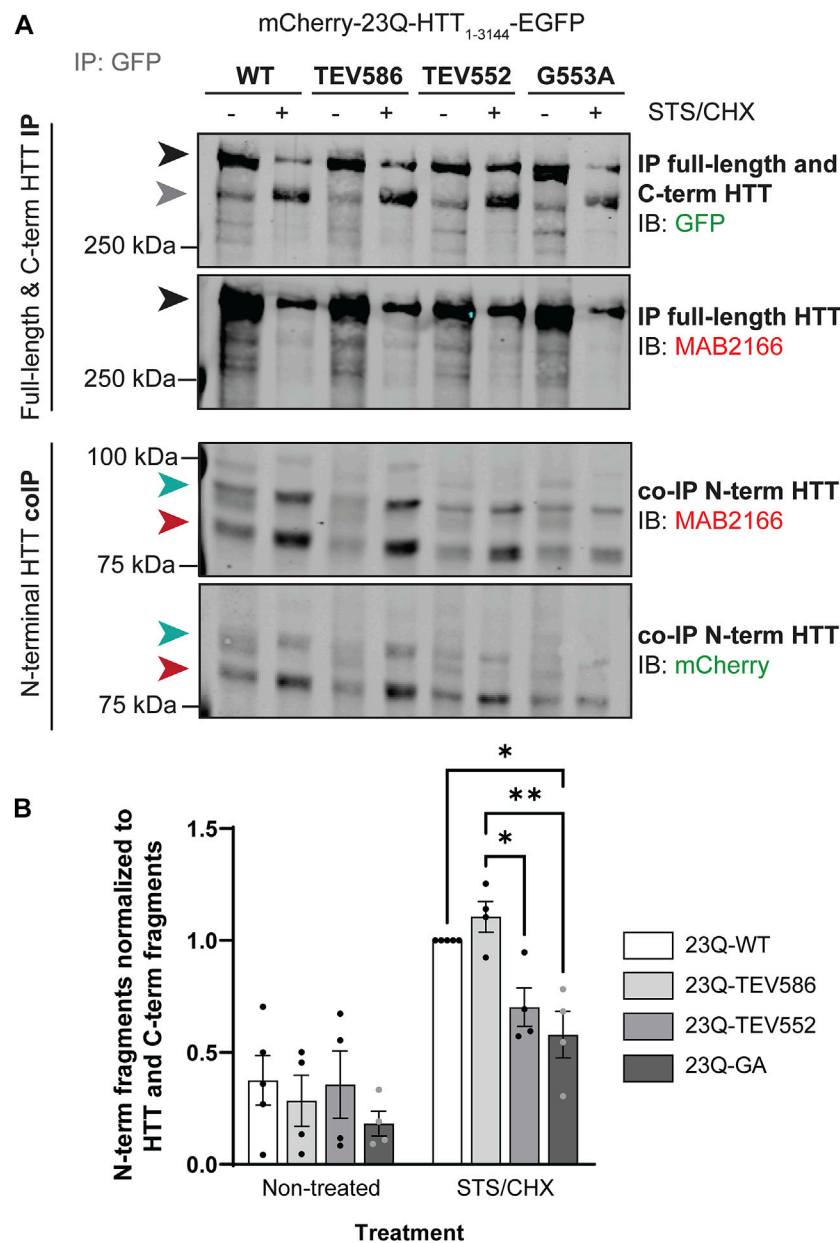 A
mCherry-23Q-HTT1-3144-EGFP
IP: GFP
WT TEV586 TEV552 G553A
- + - + - + - + STS/CHX
Full-length & C-term HTT IP
IP full-length and
C-term HTT
IB: GFP
250 kDa
IP full-length HTT
IB: MAB2166
250 kDa
N-terminal HTT coIP
100 kDa
co-IP N-term HTT
IB: MAB2166
75 kDa
co-IP N-term HTT
IB: mCherry
75 kDa
B
N-term fragments normalized to
HTT and C-term fragments
1.5
1.0
0.5
0.0
*
**
*
Non-treated STS/CHX
Treatment
23Q-WT
23Q-TEV586
23Q-TEV552
23Q-GA